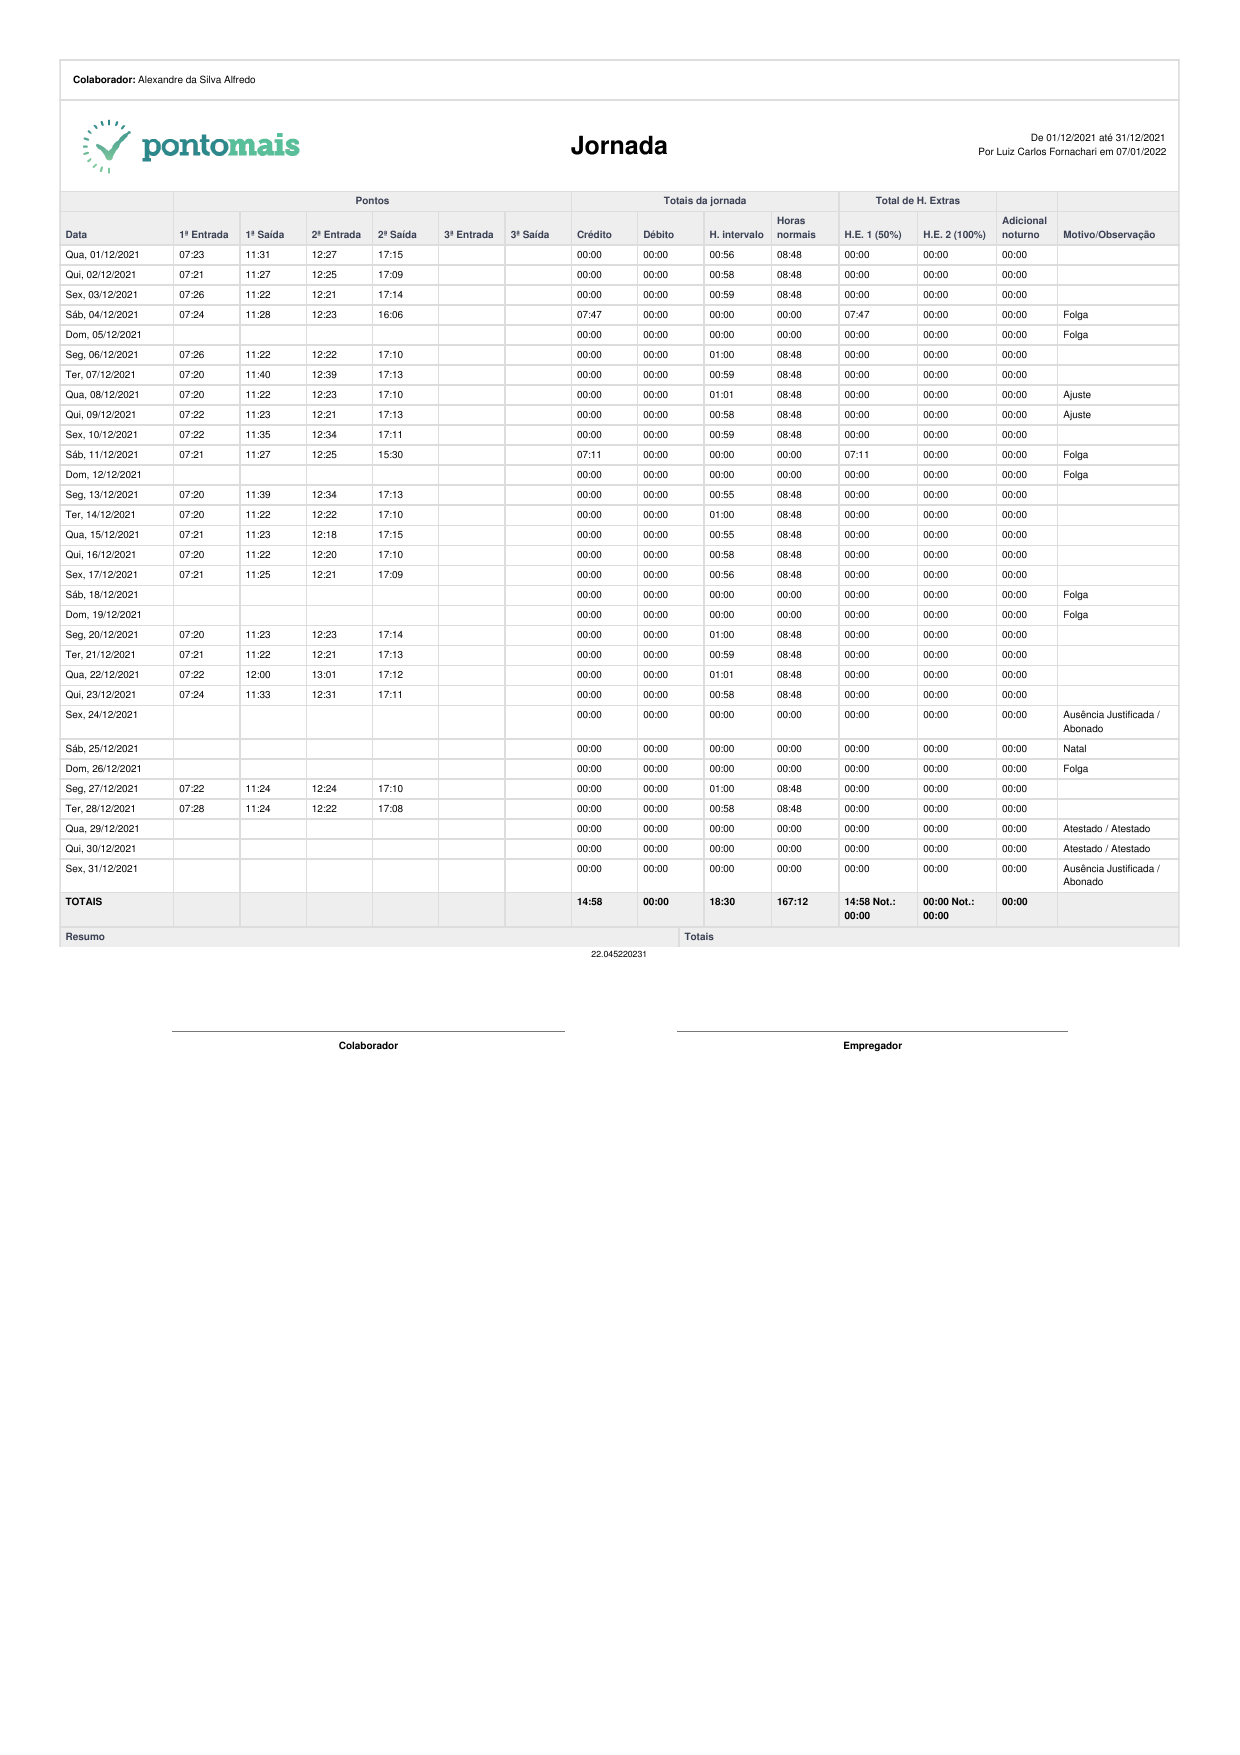 Colaborador: Alexandre da Silva Alfredo
pontomais
Jornada
De 01/12/2021 até 31/12/2021
Por Luiz Carlos Fornachari em 07/01/2022
Pontos Totais da jornada Total de H. Extras
Data 1ª Entrada 1ª Saída 2ª Entrada 2ª Saída 3ª Entrada 3ª Saída Crédito Débito H. intervalo Horas normais H.E. 1 (50%) H.E. 2 (100%) Adicional noturno Motivo/Observação
Qua, 01/12/2021 07:23 11:31 12:27 17:15 00:00 00:00 00:56 08:48 00:00 00:00 00:00
Qui, 02/12/2021 07:21 11:27 12:25 17:09 00:00 00:00 00:58 08:48 00:00 00:00 00:00
Sex, 03/12/2021 07:26 11:22 12:21 17:14 00:00 00:00 00:59 08:48 00:00 00:00 00:00
Sáb, 04/12/2021 07:24 11:28 12:23 16:06 07:47 00:00 00:00 00:00 07:47 00:00 00:00 Folga
Dom, 05/12/2021 00:00 00:00 00:00 00:00 00:00 00:00 00:00 Folga
Seg, 06/12/2021 07:26 11:22 12:22 17:10 00:00 00:00 01:00 08:48 00:00 00:00 00:00
Ter, 07/12/2021 07:20 11:40 12:39 17:13 00:00 00:00 00:59 08:48 00:00 00:00 00:00
Qua, 08/12/2021 07:20 11:22 12:23 17:10 00:00 00:00 01:01 08:48 00:00 00:00 00:00 Ajuste
Qui, 09/12/2021 07:22 11:23 12:21 17:13 00:00 00:00 00:58 08:48 00:00 00:00 00:00 Ajuste
Sex, 10/12/2021 07:22 11:35 12:34 17:11 00:00 00:00 00:59 08:48 00:00 00:00 00:00
Sáb, 11/12/2021 07:21 11:27 12:25 15:30 07:11 00:00 00:00 00:00 07:11 00:00 00:00 Folga
Dom, 12/12/2021 00:00 00:00 00:00 00:00 00:00 00:00 00:00 Folga
Seg, 13/12/2021 07:20 11:39 12:34 17:13 00:00 00:00 00:55 08:48 00:00 00:00 00:00
Ter, 14/12/2021 07:20 11:22 12:22 17:10 00:00 00:00 01:00 08:48 00:00 00:00 00:00
Qua, 15/12/2021 07:21 11:23 12:18 17:15 00:00 00:00 00:55 08:48 00:00 00:00 00:00
Qui, 16/12/2021 07:20 11:22 12:20 17:10 00:00 00:00 00:58 08:48 00:00 00:00 00:00
Sex, 17/12/2021 07:21 11:25 12:21 17:09 00:00 00:00 00:56 08:48 00:00 00:00 00:00
Sáb, 18/12/2021 00:00 00:00 00:00 00:00 00:00 00:00 00:00 Folga
Dom, 19/12/2021 00:00 00:00 00:00 00:00 00:00 00:00 00:00 Folga
Seg, 20/12/2021 07:20 11:23 12:23 17:14 00:00 00:00 01:00 08:48 00:00 00:00 00:00
Ter, 21/12/2021 07:21 11:22 12:21 17:13 00:00 00:00 00:59 08:48 00:00 00:00 00:00
Qua, 22/12/2021 07:22 12:00 13:01 17:12 00:00 00:00 01:01 08:48 00:00 00:00 00:00
Qui, 23/12/2021 07:24 11:33 12:31 17:11 00:00 00:00 00:58 08:48 00:00 00:00 00:00
Sex, 24/12/2021 00:00 00:00 00:00 00:00 00:00 00:00 00:00 Ausência Justificada /
Abonado
Sáb, 25/12/2021 00:00 00:00 00:00 00:00 00:00 00:00 00:00 Natal
Dom, 26/12/2021 00:00 00:00 00:00 00:00 00:00 00:00 00:00 Folga
Seg, 27/12/2021 07:22 11:24 12:24 17:10 00:00 00:00 01:00 08:48 00:00 00:00 00:00
Ter, 28/12/2021 07:28 11:24 12:22 17:08 00:00 00:00 00:58 08:48 00:00 00:00 00:00
Qua, 29/12/2021 00:00 00:00 00:00 00:00 00:00 00:00 00:00 Atestado / Atestado
Qui, 30/12/2021 00:00 00:00 00:00 00:00 00:00 00:00 00:00 Atestado / Atestado
Sex, 31/12/2021 00:00 00:00 00:00 00:00 00:00 00:00 00:00 Ausência Justificada /
Abonado
TOTAIS 14:58 00:00 18:30 167:12 14:58 Not.: 00:00 Not.: 00:00
00:00 00:00
Resumo Totais
22.045220231
Colaborador Empregador